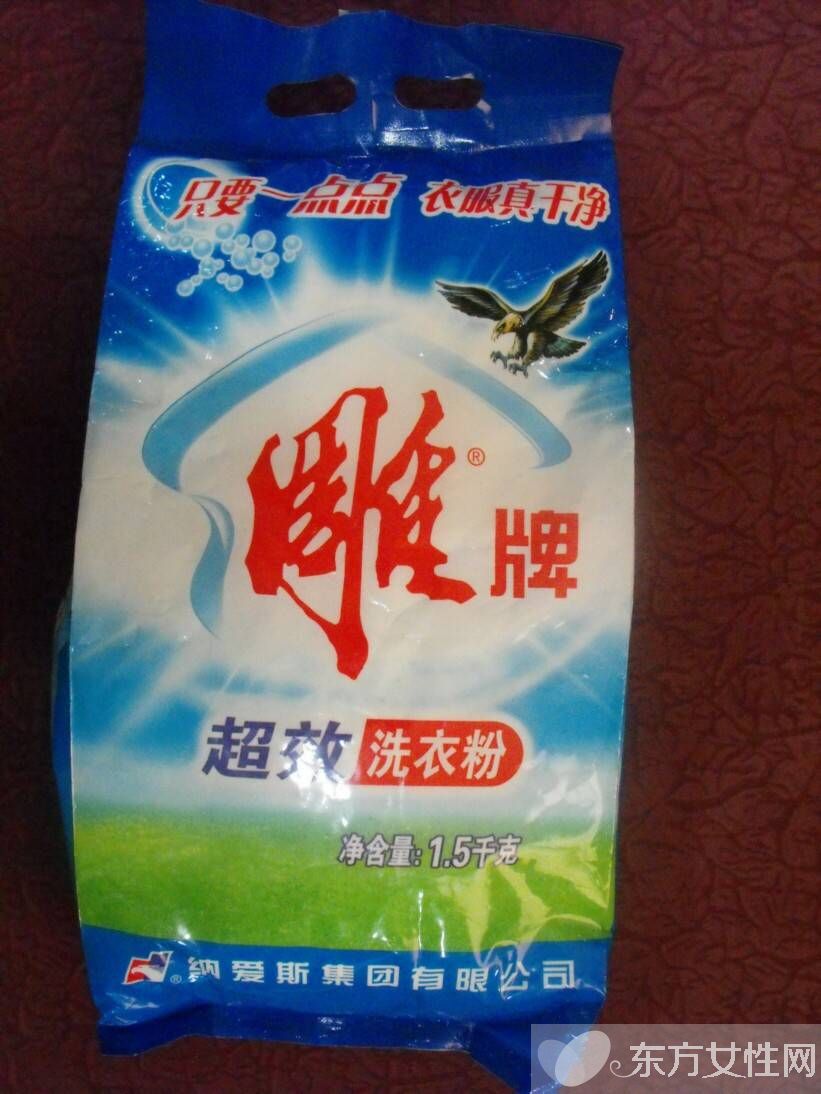 只要一点点 衣服真干净
雕®牌
超效洗衣粉
净含量:1.5千克
®纳爱斯集团有限公司
东方女性网